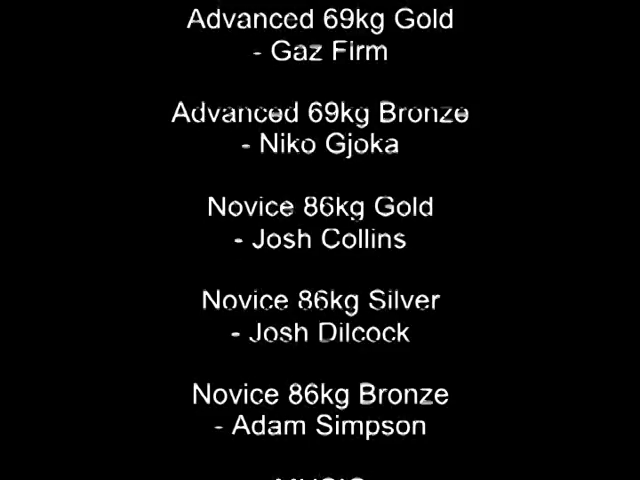 Advanced 69kg Gold
- Gaz Firm
Advanced 69kg Bronze
- Niko Gjoka
Novice 86kg Gold
- Josh Collins
Novice 86kg Silver
- Josh Dilcock
Novice 86kg Bronze
- Adam Simpson